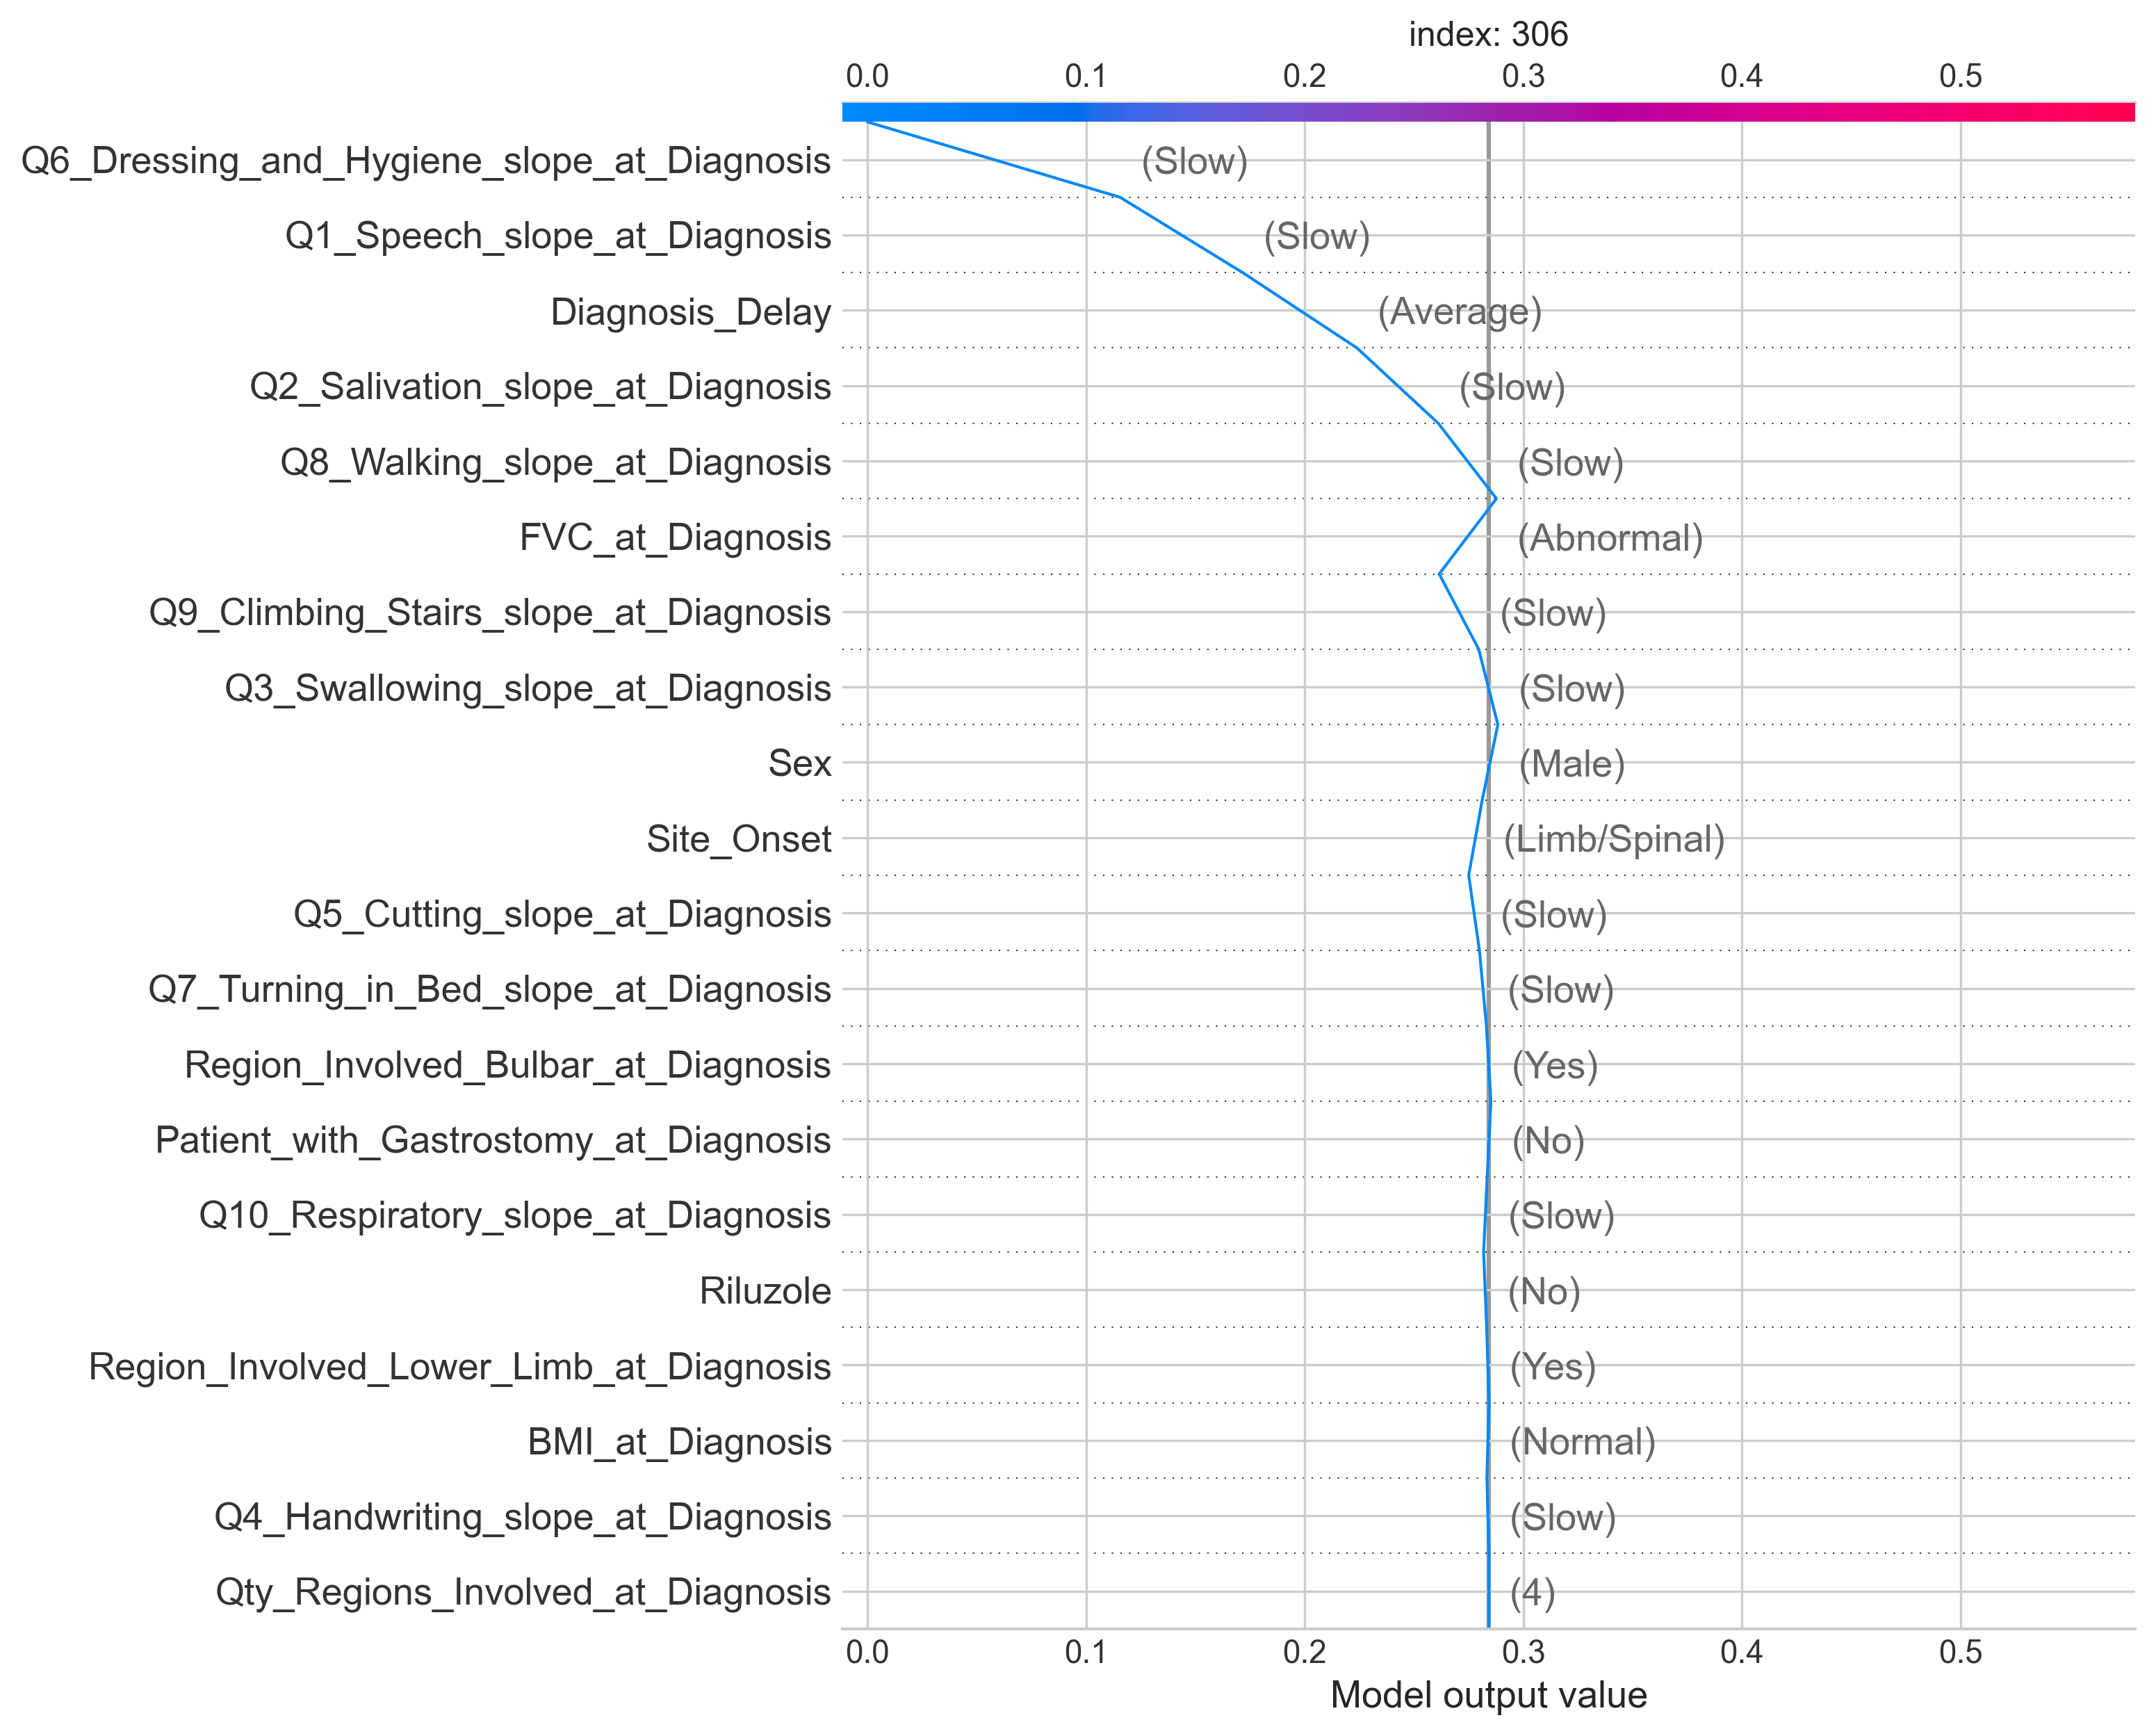 index: 306
0.0 0.1 0.2 0.3 0.4 0.5
Q6_Dressing_and_Hygiene_slope_at_Diagnosis (Slow)
Q1_Speech_slope_at_Diagnosis (Slow)
Diagnosis_Delay (Average)
Q2_Salivation_slope_at_Diagnosis (Slow)
Q8_Walking_slope_at_Diagnosis (Slow)
FVC_at_Diagnosis (Abnormal)
Q9_Climbing_Stairs_slope_at_Diagnosis (Slow)
Q3_Swallowing_slope_at_Diagnosis (Slow)
Sex (Male)
Site_Onset (Limb/Spinal)
Q5_Cutting_slope_at_Diagnosis (Slow)
Q7_Turning_in_Bed_slope_at_Diagnosis (Slow)
Region_Involved_Bulbar_at_Diagnosis (Yes)
Patient_with_Gastrostomy_at_Diagnosis (No)
Q10_Respiratory_slope_at_Diagnosis (Slow)
Riluzole (No)
Region_Involved_Lower_Limb_at_Diagnosis (Yes)
BMI_at_Diagnosis (Normal)
Q4_Handwriting_slope_at_Diagnosis (Slow)
Qty_Regions_Involved_at_Diagnosis (4)
0.0 0.1 0.2 0.3 0.4 0.5
Model output value